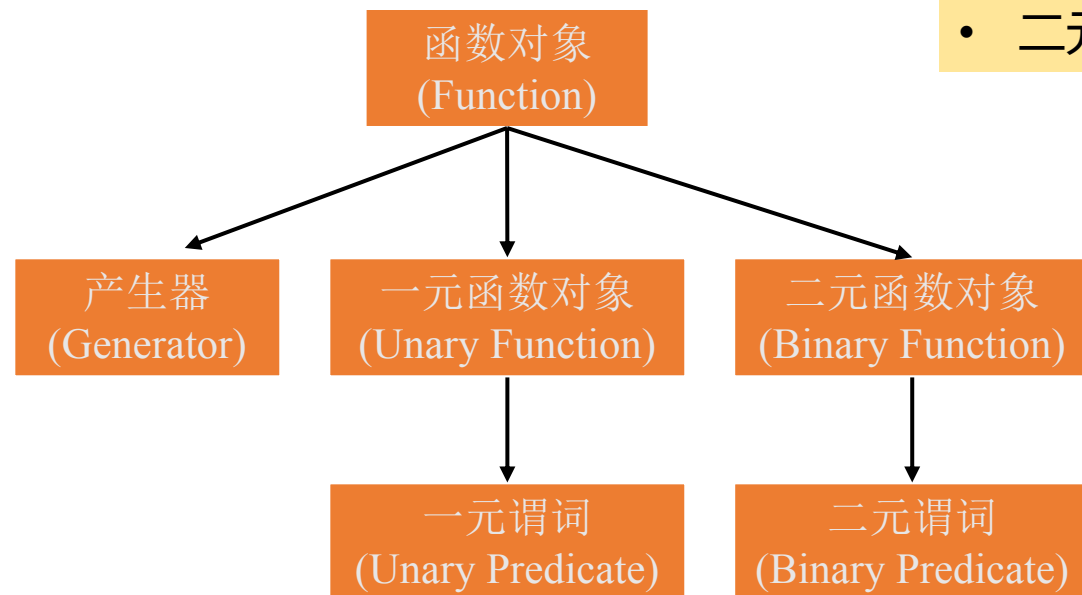 • 二
函数对象
(Function)
产生器
(Generator)
一元函数对象
(Unary Function)
二元函数对象
(Binary Function)
一元谓词
(Unary Predicate)
二元谓词
(Binary Predicate)